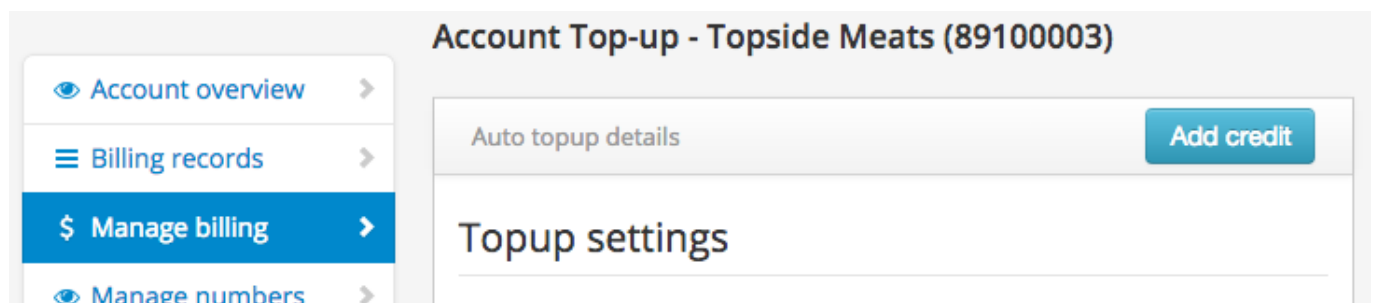 Account Top-up - Topside Meats (89100003)
Account overview
Billing records
$ Manage billing
Manage numbers
Auto topup details
Add credit
Topup settings